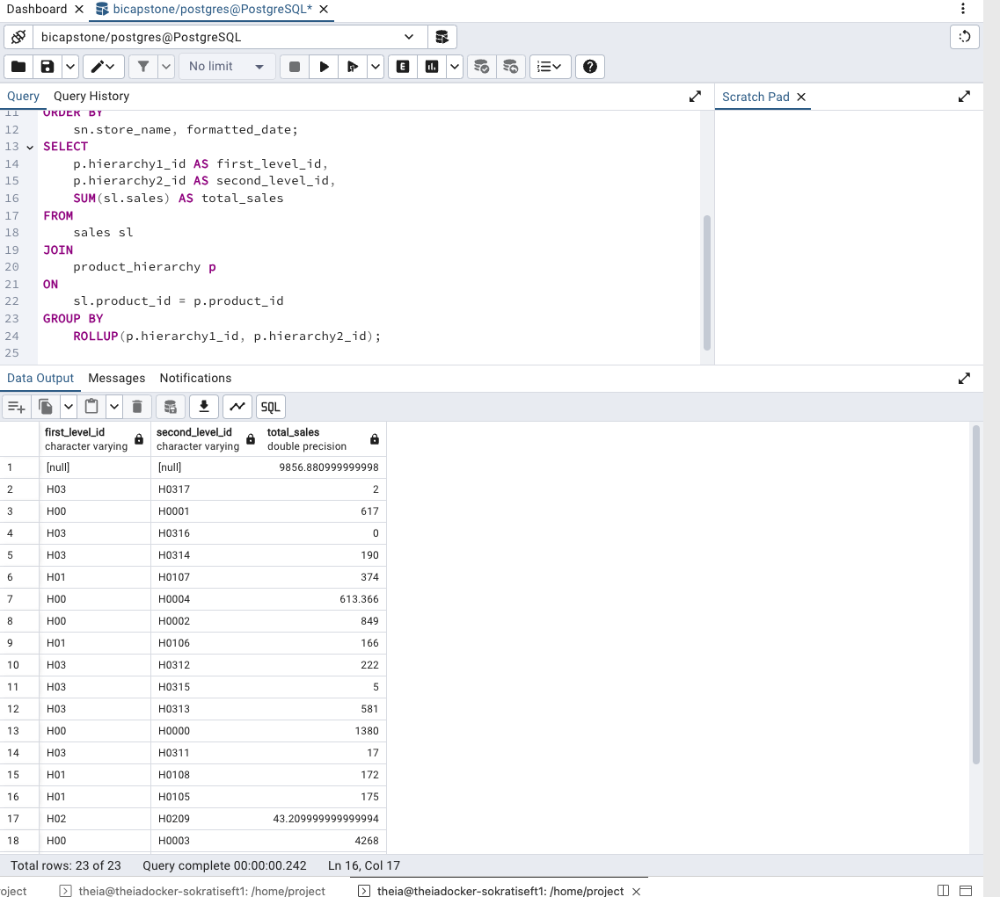 Dashboard
bicapstone/postgres@PostgreSQL*
bicapstone/postgres@PostgreSQL
No limit
E
Query Query History
Scratch Pad
11 ORDER BY
12 sn.store_name, formatted_date;
13 SELECT
14 p.hierarchy1_id AS first_level_id,
15 p.hierarchy2_id AS second_level_id,
16 SUM(sl.sales) AS total_sales
17 FROM
18 sales sl
19 JOIN
20 product_hierarchy p
21 ON
22 sl.product_id = p.product_id
23 GROUP BY
24 ROLLUP(p.hierarchy1_id, p.hierarchy2_id);
25
Data Output Messages Notifications
SQL
first_level_id second_level_id total_sales
character varying character varying double precision
1 [null] [null] 9856.880999999998
2 H03 H0317 2
3 H00 H0001 617
4 H03 H0316 0
5 H03 H0314 190
6 H01 H0107 374
7 H00 H0004 613.366
8 H00 H0002 849
9 H01 H0106 166
10 H03 H0312 222
11 H03 H0315 5
12 H03 H0313 581
13 H00 H0000 1380
14 H03 H0311 17
15 H01 H0108 172
16 H01 H0105 175
17 H02 H0209 43.209999999999994
18 H00 H0003 4268
Total rows: 23 of 23 Query complete 00:00:00.242 Ln 16, Col 17
oject theia@theiadocker-sokratiseft1: /home/project theia@theiadocker-sokratiseft1: /home/project